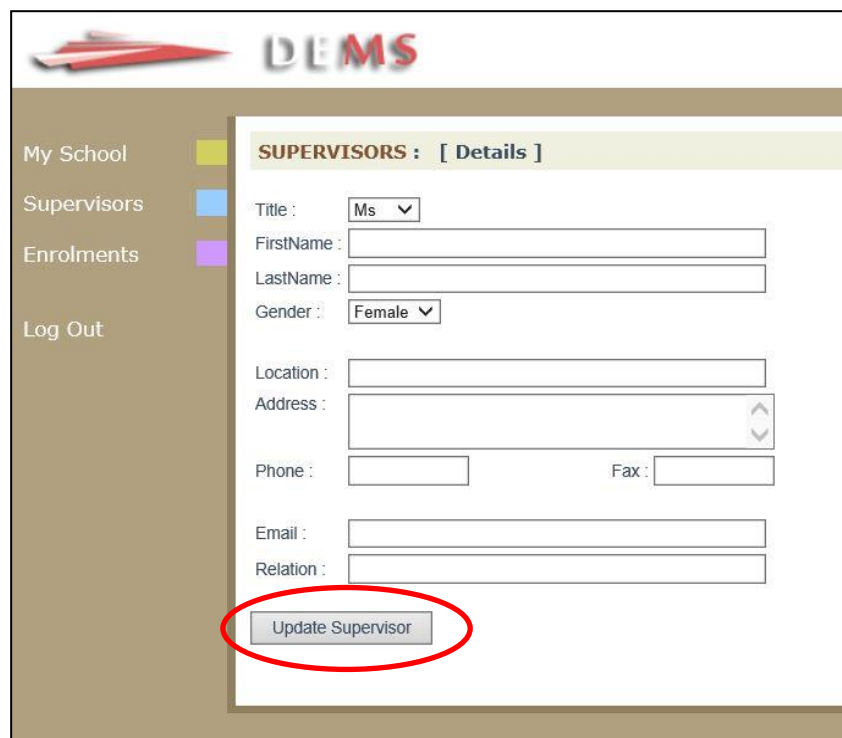 DEMS
My School
Supervisors
Enrolments
Log Out
SUPERVISORS : [ Details ]
Title : Ms
FirstName :
LastName :
Gender : Female
Location :
Address :
Phone : Fax :
Email :
Relation :
Update Supervisor